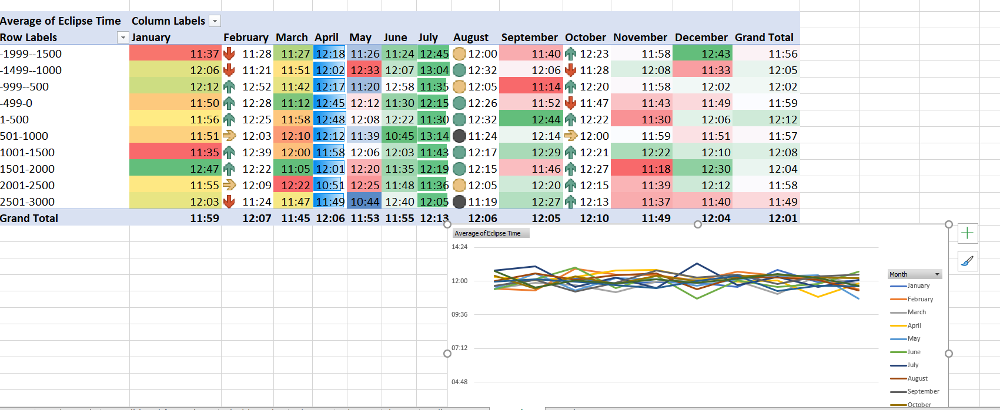 Average of Eclipse Time Column Labels
Row Labels January February March April May June July August September October November December Grand Total
-1999--1500 11:37 11:28 11:27 12:18 11:26 11:24 12:45 12:00 11:40 12:23 11:58 12:43 11:56
-1499--1000 12:06 11:21 11:51 12:02 12:33 12:07 13:04 12:32 12:06 11:28 12:08 11:33 12:05
-999--500 12:12 12:52 11:42 12:17 11:20 12:58 11:35 12:05 11:14 12:20 11:58 12:02 12:02
-499-0 11:50 12:28 11:12 12:45 12:12 11:30 12:15 12:26 11:52 11:47 11:43 11:49 11:59
1-500 11:56 12:25 11:58 12:48 12:08 12:22 11:30 12:32 12:44 12:22 11:30 12:06 12:12
501-1000 11:51 12:03 12:10 12:12 11:39 10:45 13:14 11:24 12:14 12:00 11:59 11:51 11:57
1001-1500 11:35 12:39 12:00 11:58 12:06 12:03 11:43 12:17 12:29 12:21 12:22 12:10 12:08
1501-2000 12:47 12:22 11:05 12:01 12:20 11:35 12:19 12:15 11:46 12:27 11:18 12:30 12:04
2001-2500 11:55 12:09 12:22 10:51 12:25 11:48 11:36 12:05 12:20 12:15 11:39 12:12 11:58
2501-3000 12:03 11:24 11:47 11:49 10:44 12:40 12:05 11:19 12:27 12:13 11:37 11:40 11:49
Grand Total 11:59 12:07 11:45 12:06 11:53 11:55 12:13 12:06 12:05 12:10 11:49 12:04 12:01
Average of Eclipse Time
14:24
12:00
09:36
07:12
04:48
Month
January
February
March
April
May
June
July
August
September
October